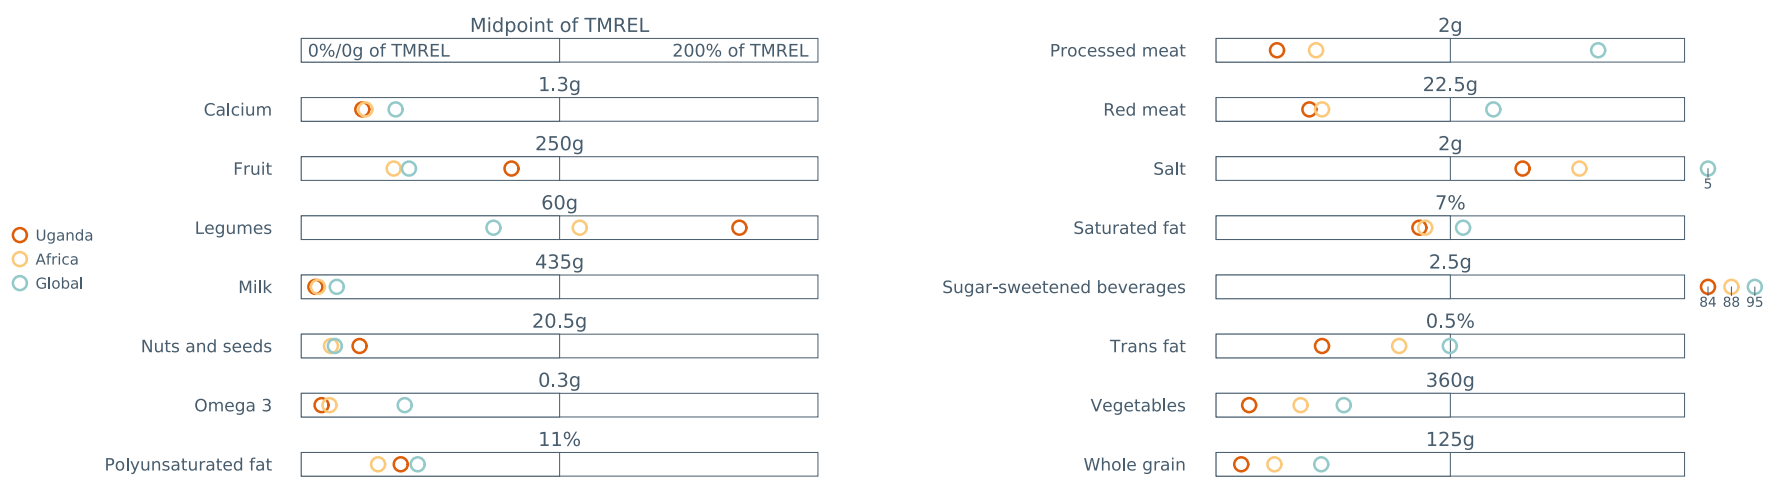 Midpoint of TMREL
0%/0g of TMREL 200% of TMREL
1.3g
Calcium
250g
Fruit
60g
Legumes
435g
Milk
20.5g
Nuts and seeds
0.3g
Omega 3
11%
Polyunsaturated fat
Uganda
Africa
Global
2g
Processed meat
22.5g
Red meat
2g
Salt
5
7%
Saturated fat
2.5g
Sugar-sweetened beverages
84 88 95
0.5%
Trans fat
360g
Vegetables
125g
Whole grain